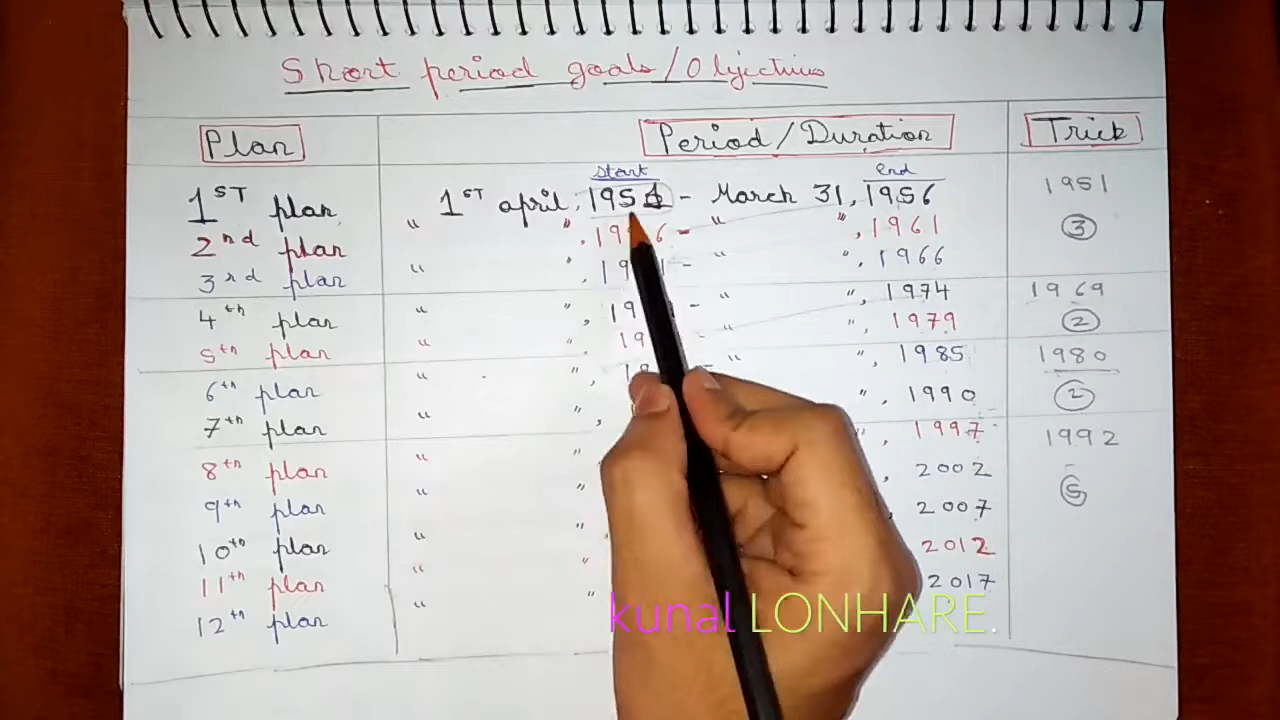 Short period goals/Objectives
Plan Period/Duration Trick
start end
1ST plan 1ST april, 1951 - March 31, 1956 1951
2nd plan " ", 1956 - " ", 1961 3
3rd plan " ", 19 1 - " ", 1966
4th plan " ", 19 - " ", 1974 1969
5th plan " " 19 - " ", 1979 2
6th plan " ", 19 - " ", 1985 1980
7th plan " ", ", 1990 2
8th plan " " ", 1997 1992
9th plan " " , 2002 5
10th plan " " , 2007
11th plan " " 2012
12th plan " " 2017
kunal LONHARE.